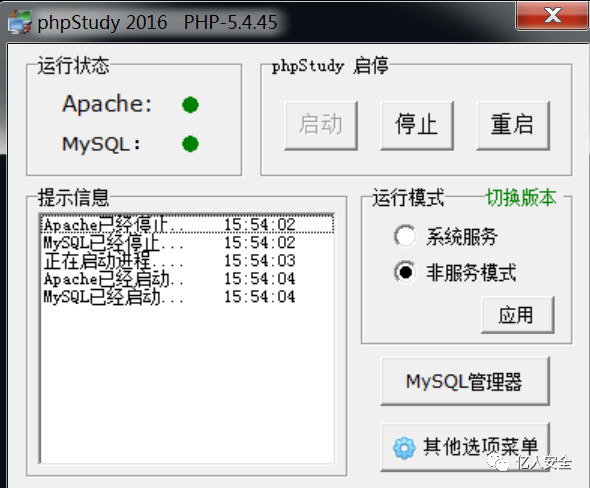 phpStudy 2016 PHP-5.4.45
运行状态
Apache:
MySQL:
phpStudy 启停
启动 停止 重启
提示信息
Apache已经停止.. 15:54:02
MySQL已经停止... 15:54:02
正在启动进程.... 15:54:03
Apache已经启动.. 15:54:04
MySQL已经启动... 15:54:04
运行模式 切换版本
系统服务
非服务模式
应用
MySQL管理器
其他选项菜单
亿人安全